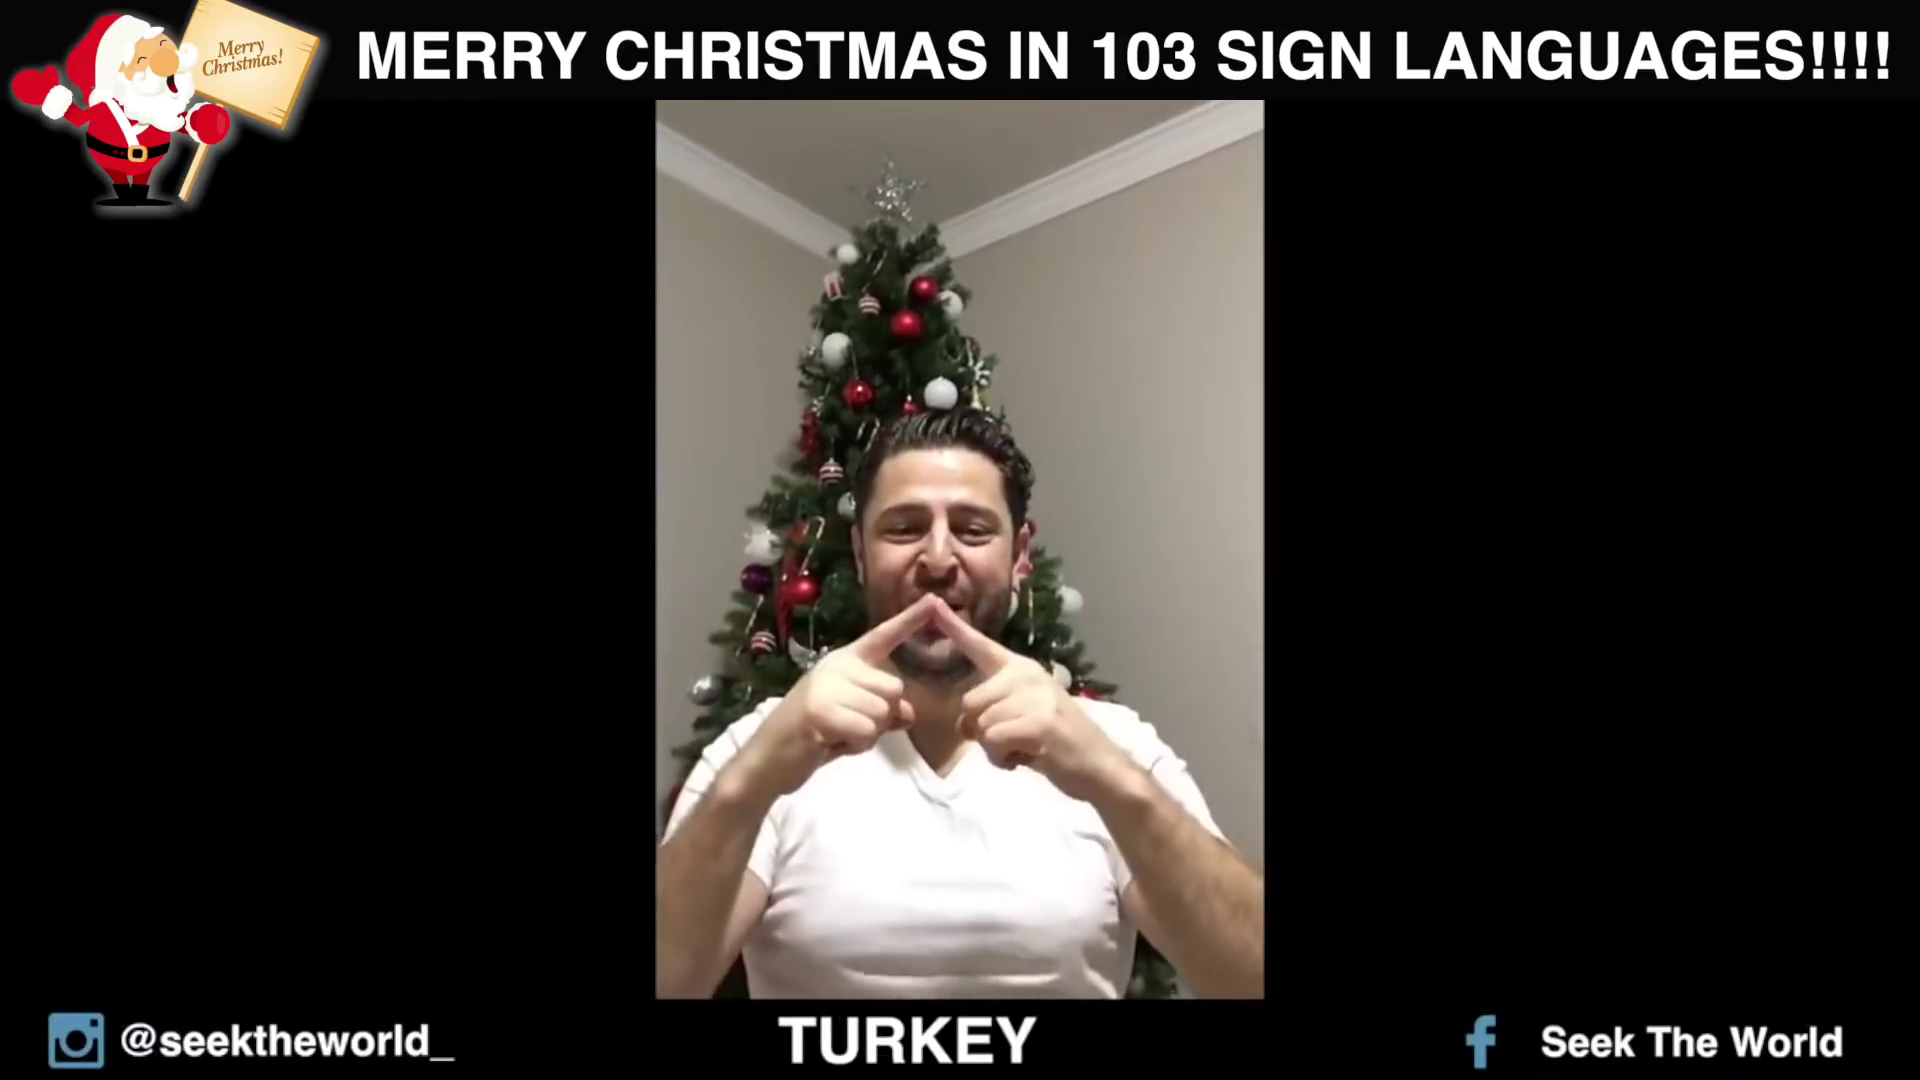 Merry
Christmas!
MERRY CHRISTMAS IN 103 SIGN LANGUAGES!!!!
@seektheworld_
TURKEY
Seek The World